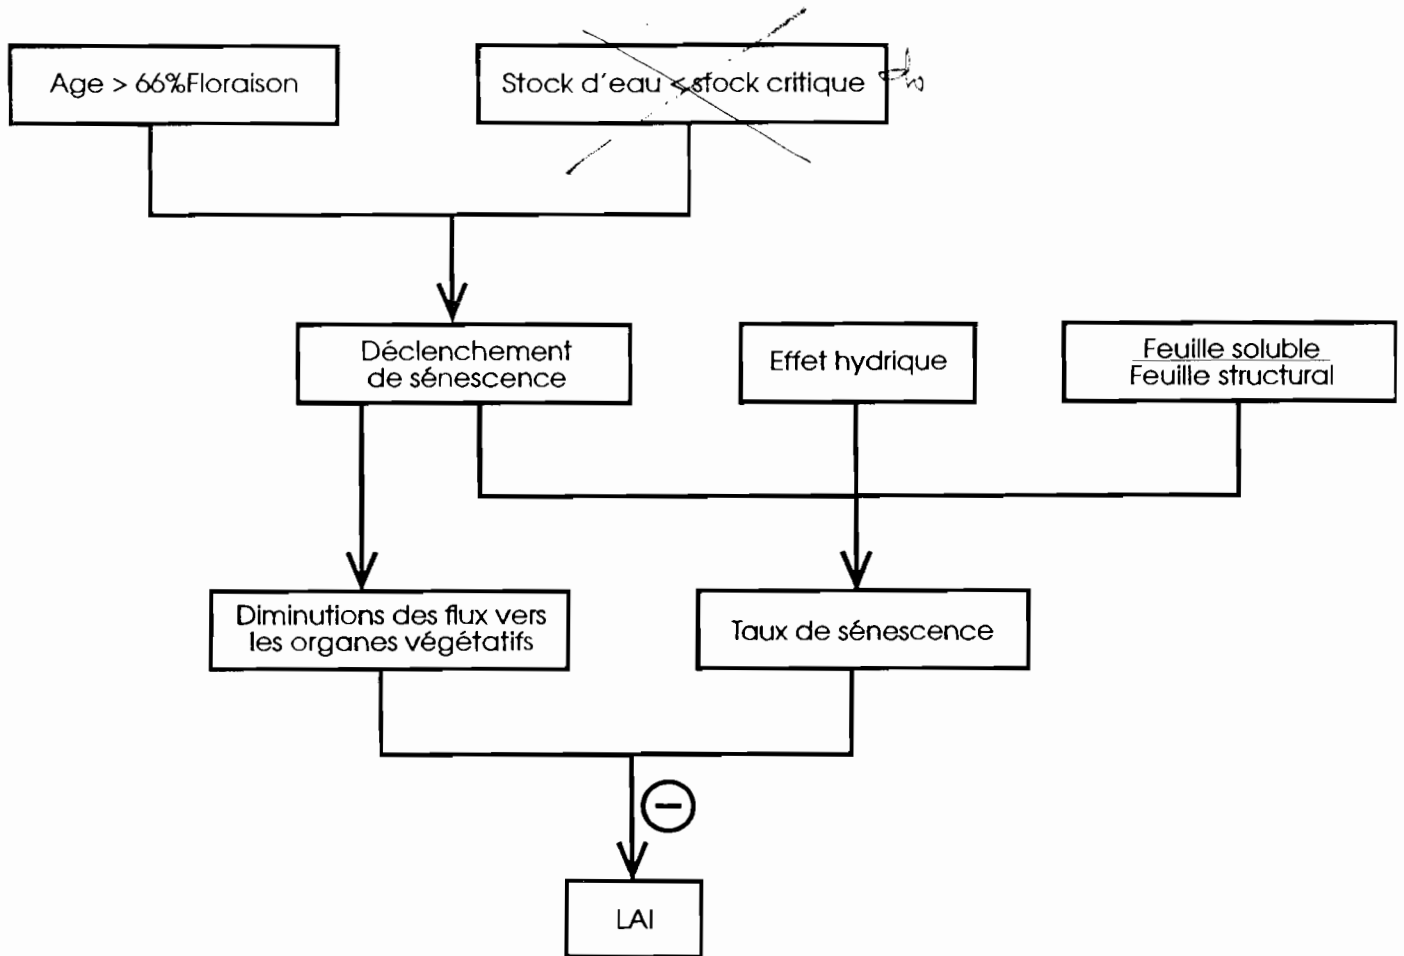 Age > 66%Floraison
Stock d'eau < stock critique
Déclenchement
de sénescence
Effet hydrique
Feuille soluble
Feuille structural
Diminutions des flux vers
les organes végétatifs
Taux de sénescence
−
LAI